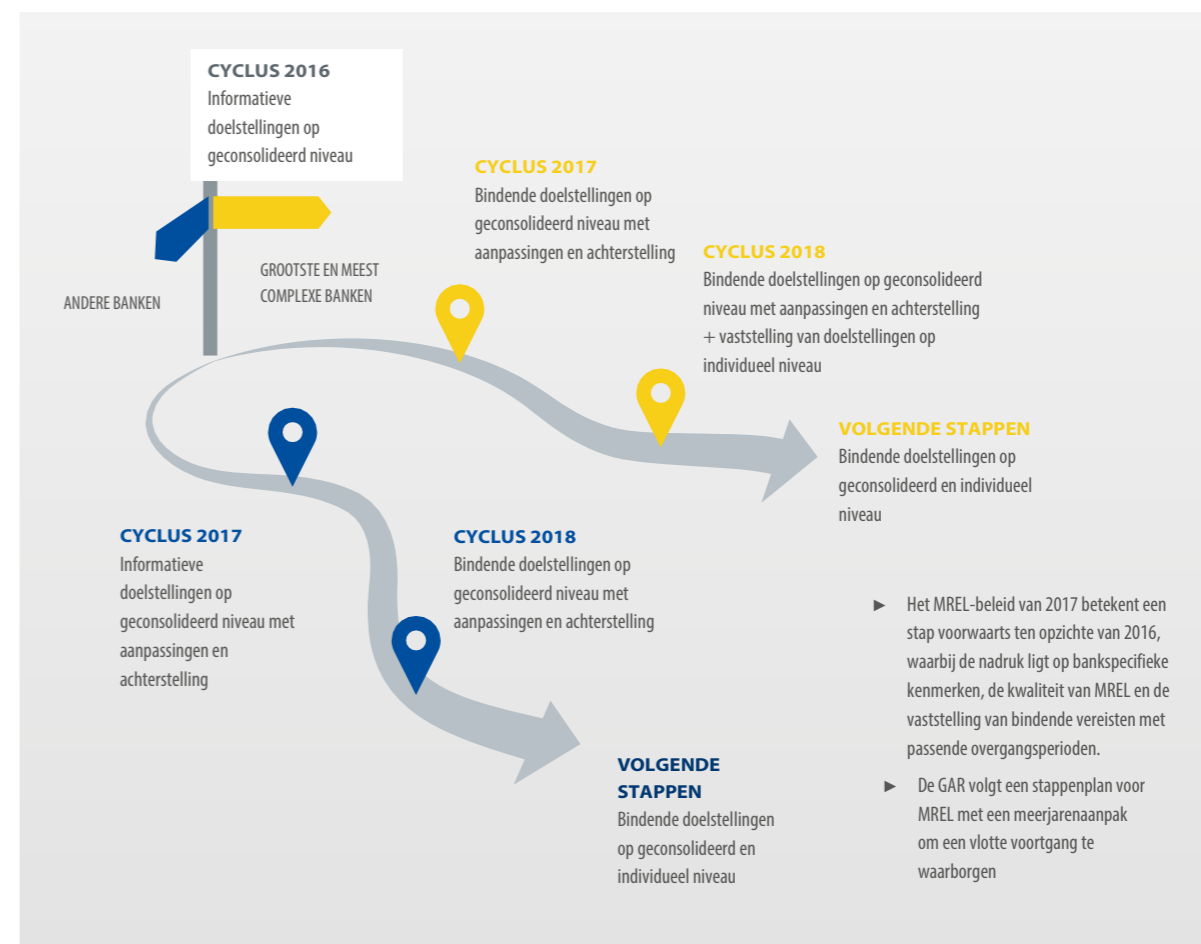 CYCLUS 2016
Informatieve
doelstellingen op
geconsolideerd niveau
ANDERE BANKEN
GROOTSTE EN MEEST
COMPLEXE BANKEN
CYCLUS 2017
Bindende doelstellingen op
geconsolideerd niveau met
aanpassingen en achterstelling
CYCLUS 2018
Bindende doelstellingen op geconsolideerd
niveau met aanpassingen en achterstelling
+ vaststelling van doelstellingen op
individueel niveau
VOLGENDE STAPPEN
Bindende doelstellingen op
geconsolideerd en individueel
niveau
CYCLUS 2017
Informatieve
doelstellingen op
geconsolideerd niveau met
aanpassingen en
achterstelling
CYCLUS 2018
Bindende doelstellingen op
geconsolideerd niveau met
aanpassingen en achterstelling
VOLGENDE
STAPPEN
Bindende doelstellingen
op geconsolideerd en
individueel niveau
► Het MREL-beleid van 2017 betekent een
stap voorwaarts ten opzichte van 2016,
waarbij de nadruk ligt op bankspecifieke
kenmerken, de kwaliteit van MREL en de
vaststelling van bindende vereisten met
passende overgangsperioden.
► De GAR volgt een stappenplan voor
MREL met een meerjarenaanpak
om een vlotte voortgang te
waarborgen